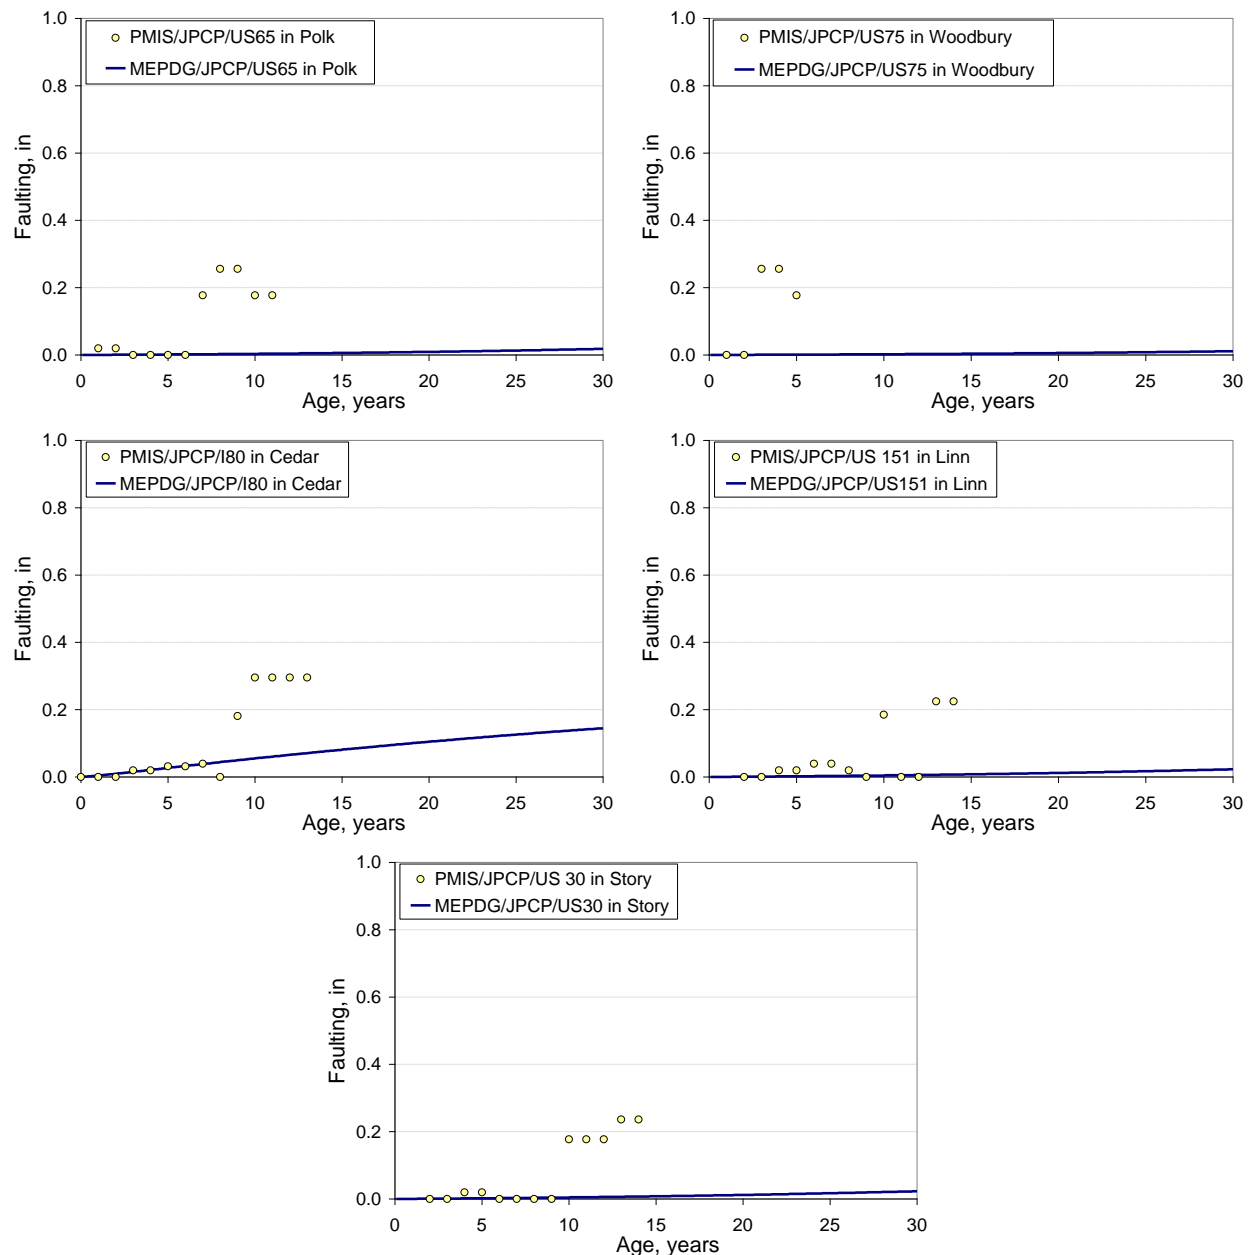 PMIS/JPCP/US65 in Polk
MEPDG/JPCP/US65 in Polk
Faulting, in
1.0
0.8
0.6
0.4
0.2
0.0
0 5 10 15 20 25 30
Age, years
PMIS/JPCP/US75 in Woodbury
MEPDG/JPCP/US75 in Woodbury
Faulting, in
1.0
0.8
0.6
0.4
0.2
0.0
0 5 10 15 20 25 30
Age, years
PMIS/JPCP/I80 in Cedar
MEPDG/JPCP/I80 in Cedar
Faulting, in
1.0
0.8
0.6
0.4
0.2
0.0
0 5 10 15 20 25 30
Age, years
PMIS/JPCP/US 151 in Linn
MEPDG/JPCP/US151 in Linn
Faulting, in
1.0
0.8
0.6
0.4
0.2
0.0
0 5 10 15 20 25 30
Age, years
PMIS/JPCP/US 30 in Story
MEPDG/JPCP/US30 in Story
Faulting, in
1.0
0.8
0.6
0.4
0.2
0.0
0 5 10 15 20 25 30
Age, years